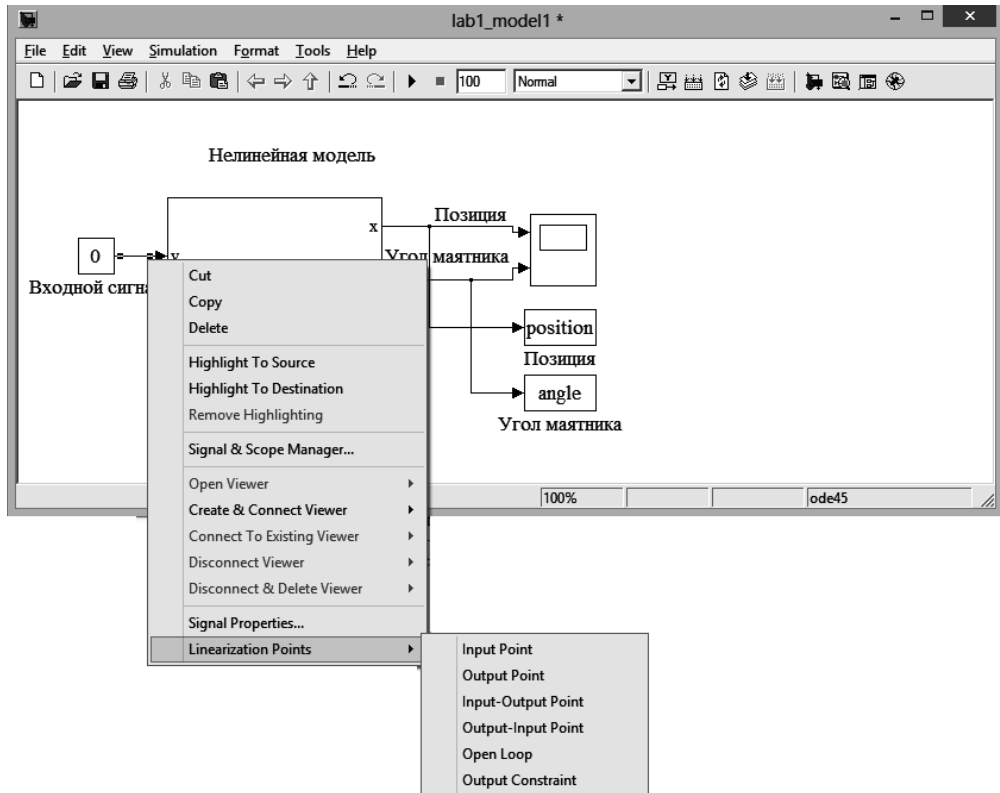 lab1_model1 *
File Edit View Simulation Format Tools Help
100 Normal
Нелинейная модель
x
Позиция
0
v
Угол маятника
Входной сигна
position
Позиция
angle
Угол маятника
Cut
Copy
Delete
Highlight To Source
Highlight To Destination
Remove Highlighting
Signal & Scope Manager...
Open Viewer
Create & Connect Viewer
Connect To Existing Viewer
Disconnect Viewer
Disconnect & Delete Viewer
Signal Properties...
Linearization Points
100% ode45
Input Point
Output Point
Input-Output Point
Output-Input Point
Open Loop
Output Constraint